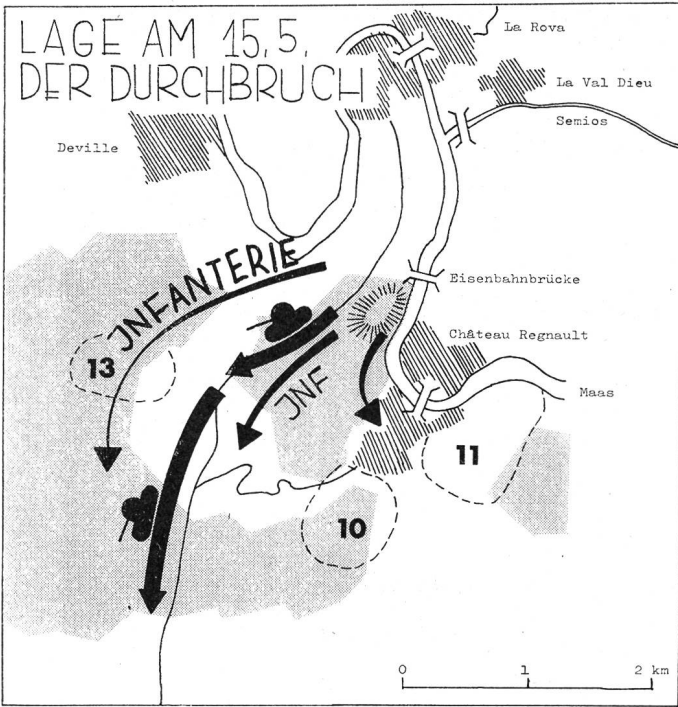 LAGE AM 15.5.
DER DURCHBRUCH
La Rova
La Val Dieu
Semios
Deville
JNFANTERIE
Eisenbahnbrücke
Château Regnault
13
JNF
Maas
11
10
0 1 2 km